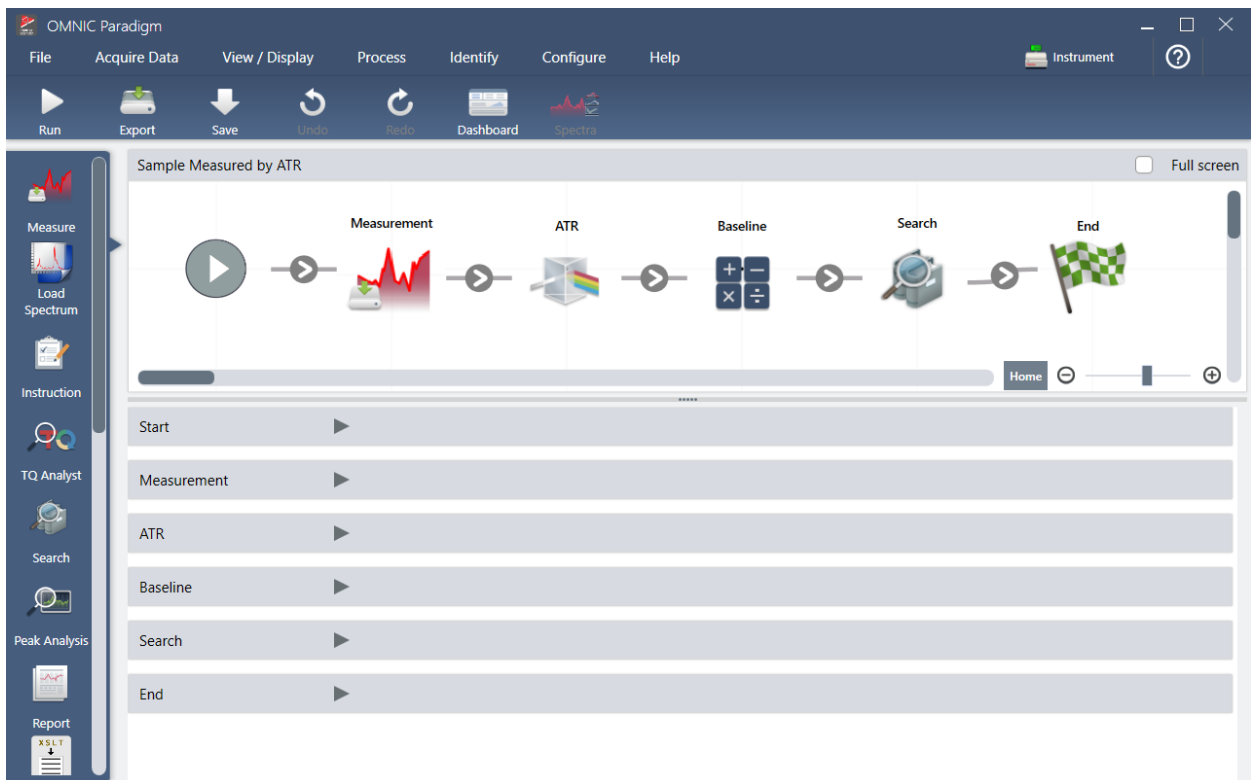 OMNIC Paradigm
File Acquire Data View / Display Process Identify Configure Help Instrument
Run Export Save Undo Redo Dashboard Spectra
Sample Measured by ATR Full screen
Measurement ATR Baseline Search End
Home
Measure
Load
Spectrum
Instruction
TQ Analyst
Search
Peak Analysis
Report
XSLT
Start
Measurement
ATR
Baseline
Search
End